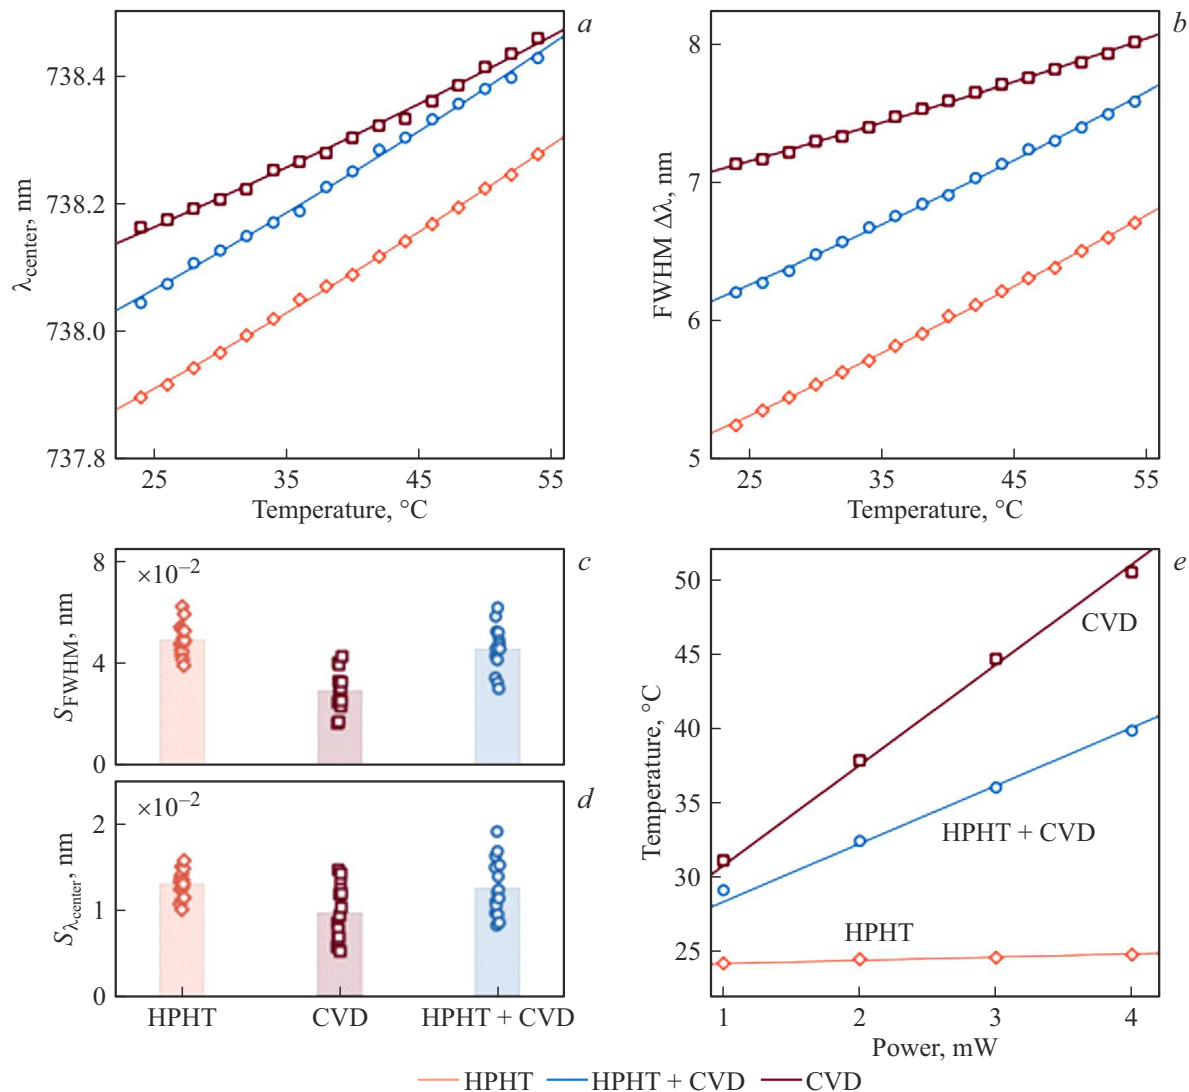 a
738.4
738.2
738.0
737.8
λcenter, nm
25 35 45 55
Temperature, °C
b
8
7
6
5
FWHM Δλ, nm
25 35 45 55
Temperature, °C
c
×10–2
8
4
0
SFWHM, nm
d
×10–2
2
1
0
Sλcenter, nm
HPHT CVD HPHT + CVD
e
50
45
40
35
30
25
Temperature, °C
CVD
HPHT + CVD
HPHT
1 2 3 4
Power, mW
HPHT HPHT + CVD CVD